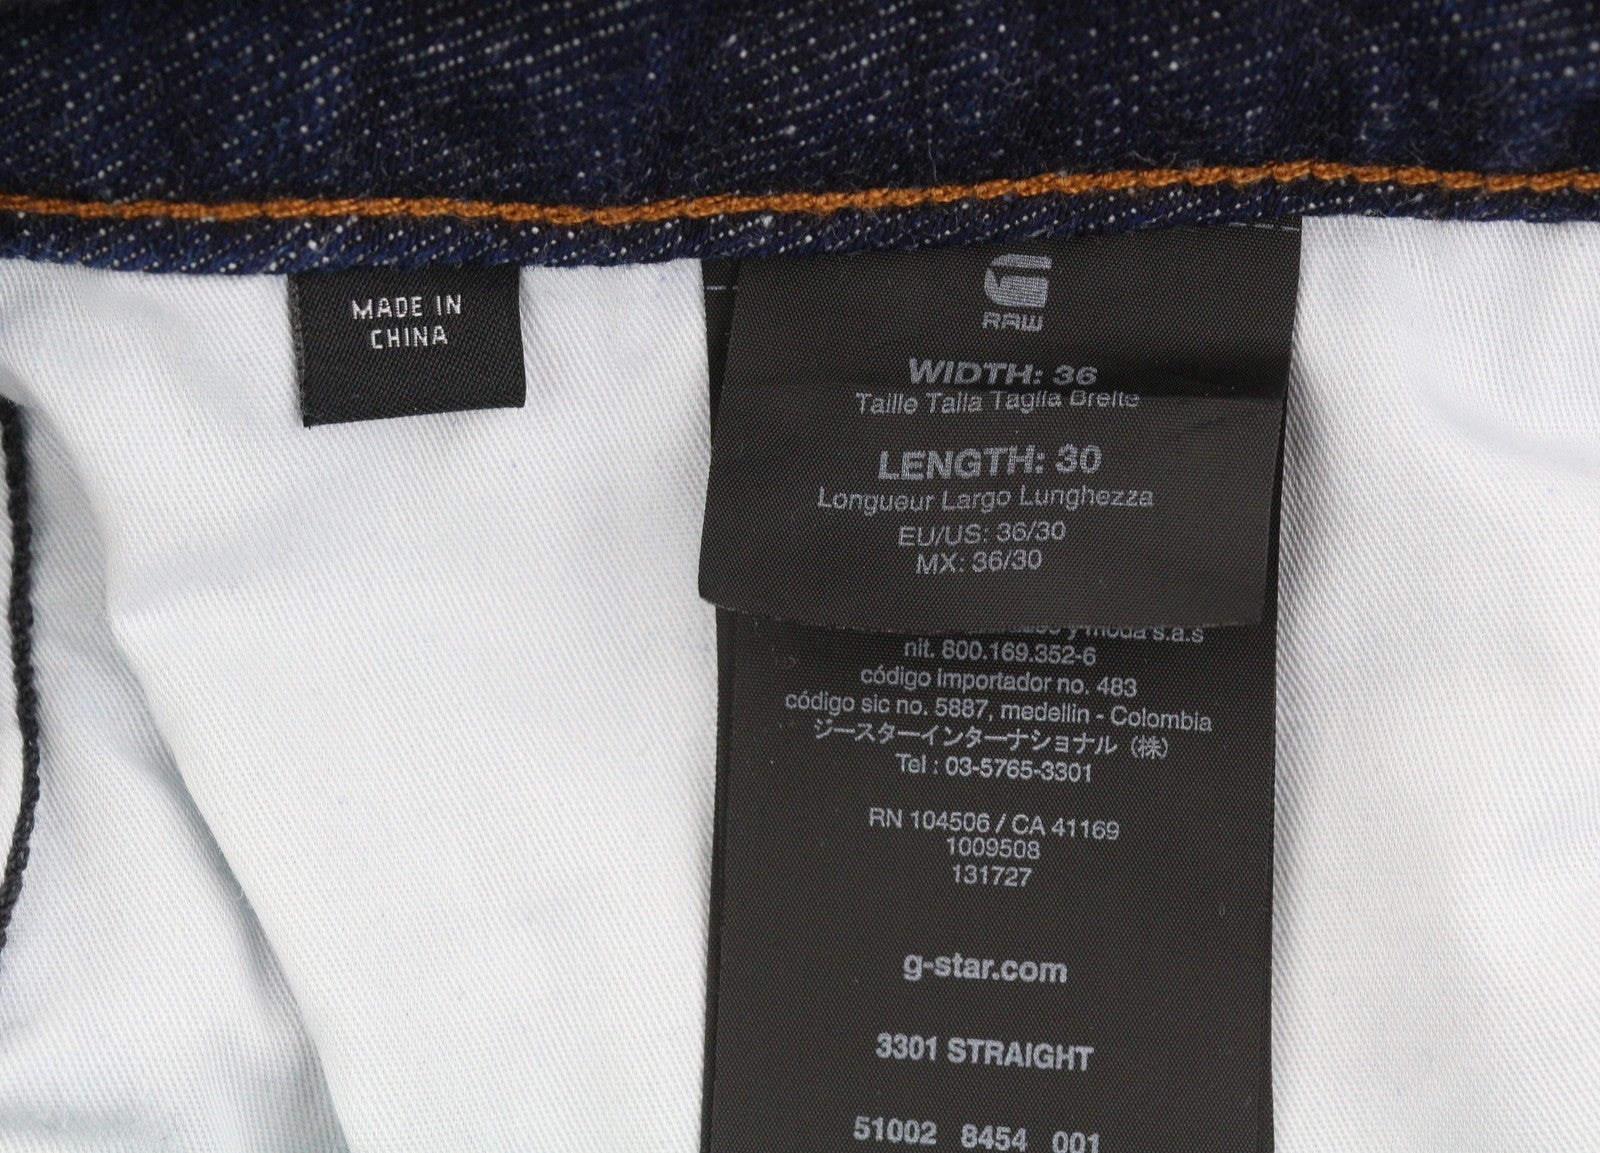 MADE IN
CHINA
RAW
WIDTH: 36
Taille Talla Taglia Breite
LENGTH: 30
Longueur Largo Lunghezza
EU/US: 36/30
MX: 36/30
y moda s.a.s
nit. 800.169.352-6
código importador no. 483
código sic no. 5887, medellin - Colombia
ジースターインターナショナル（株）
Tel : 03-5765-3301
RN 104506 / CA 41169
1009508
131727
g-star.com
3301 STRAIGHT
51002 8454 001